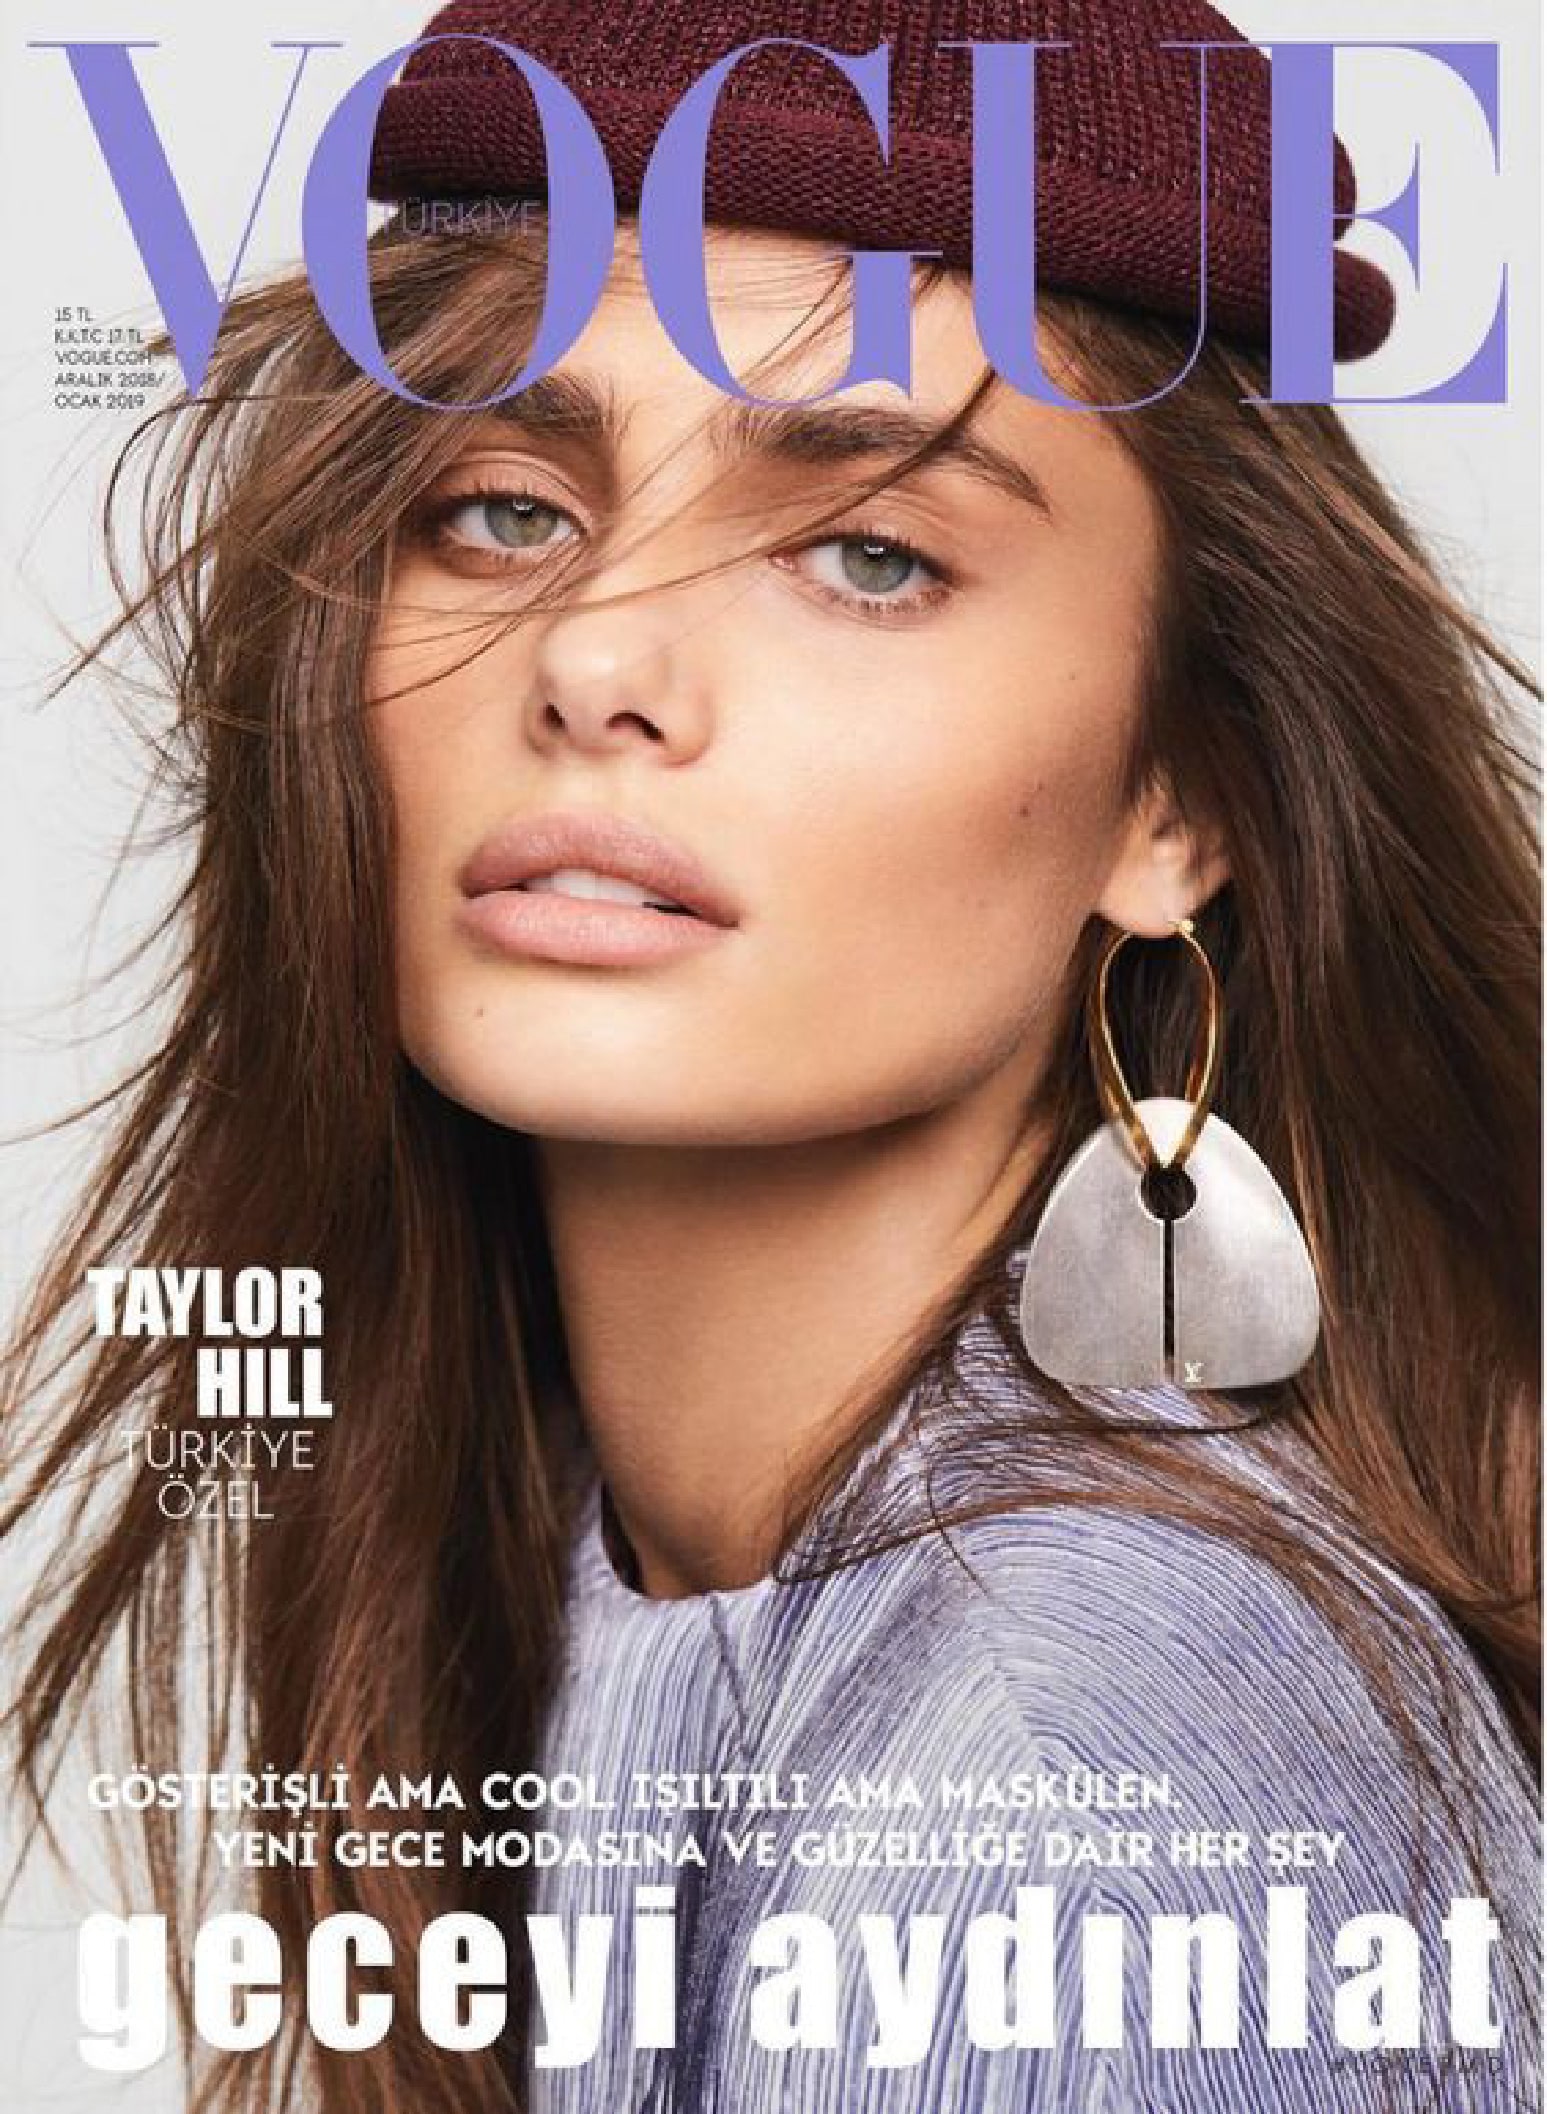 VOGUE
TÜRKİYE
15 TL
K.K.T.C 17 TL
VOGUE.COM
ARALIK 2018/
OCAK 2019
TAYLOR
HILL
TÜRKİYE
ÖZEL
GÖSTERİŞLİ AMA COOL, IŞILTILI AMA MASKÜLEN.
YENİ GECE MODASINA VE GÜZELLİĞE DAİR HER ŞEY
geceyi aydınlat